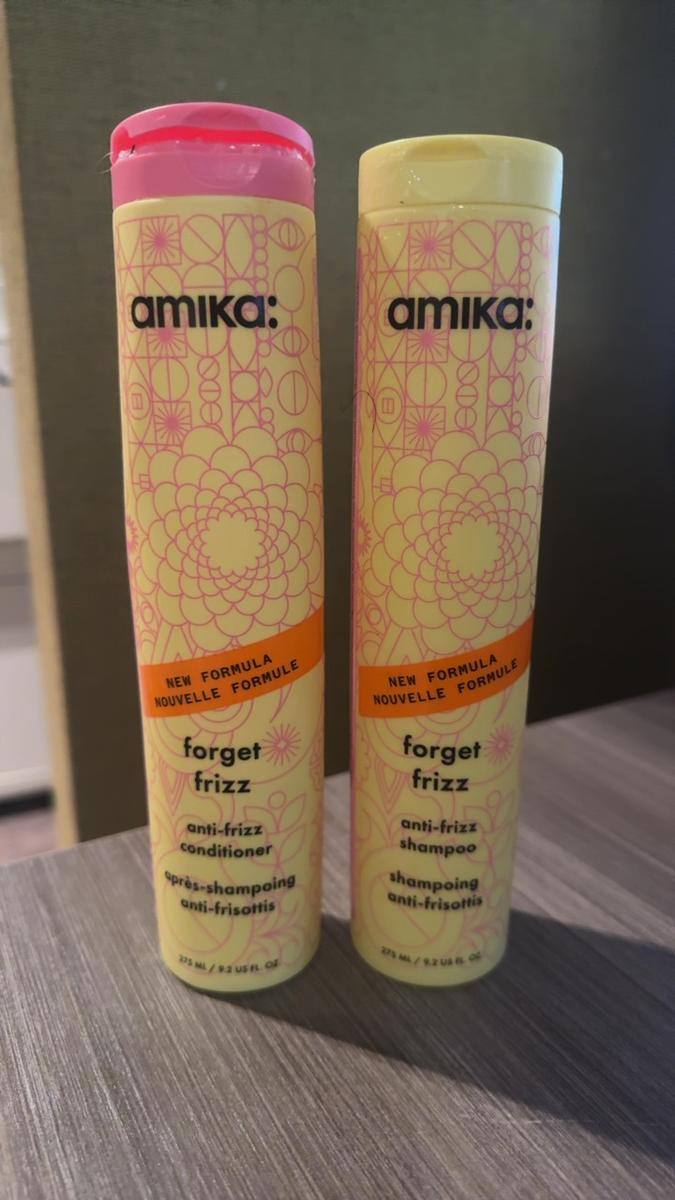 amika:
NEW FORMULA
NOUVELLE FORMULE
forget
frizz
anti-frizz
conditioner
après-shampoing
anti-frisottis
275 ML / 9.2 US FL. OZ
amika:
NEW FORMULA
NOUVELLE FORMULE
forget
frizz
anti-frizz
shampoo
shampoing
anti-frisottis
275 ML / 9.2 US FL. OZ